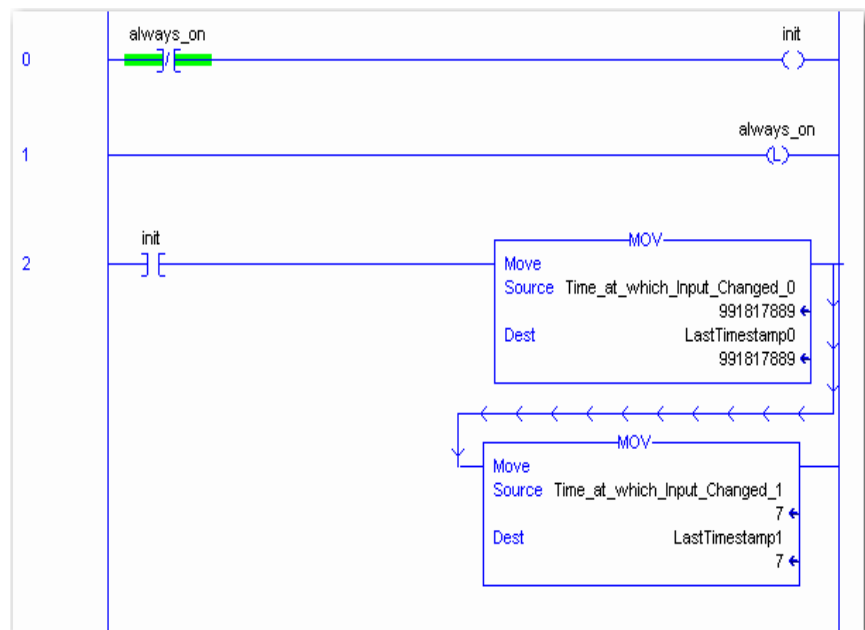 always_on
init
0
always_on
1
L
init
2
MOV
Move
Source Time_at_which_Input_Changed_0
991817889
Dest LastTimestamp0
991817889
MOV
Move
Source Time_at_which_Input_Changed_1
7
Dest LastTimestamp1
7